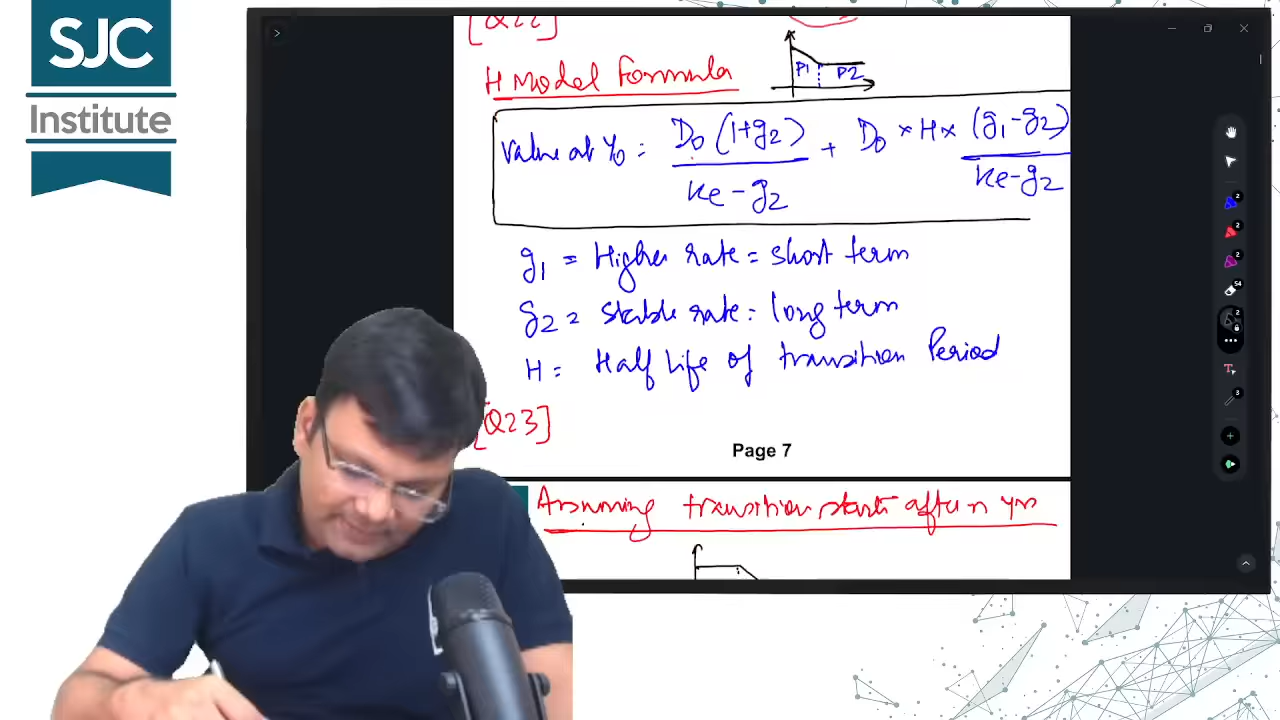 SJC
Institute
[Q22]
H Model Formula
P1 P2
Value at Y0 = D0 (1+g2) / ke-g2 + D0 × H × (g1-g2) / ke-g2
g1 = Higher rate = short term
g2 = Stable rate = long term
H = Half Life of transition Period
[Q23]
Page 7
Assuming transition starts after n yrs